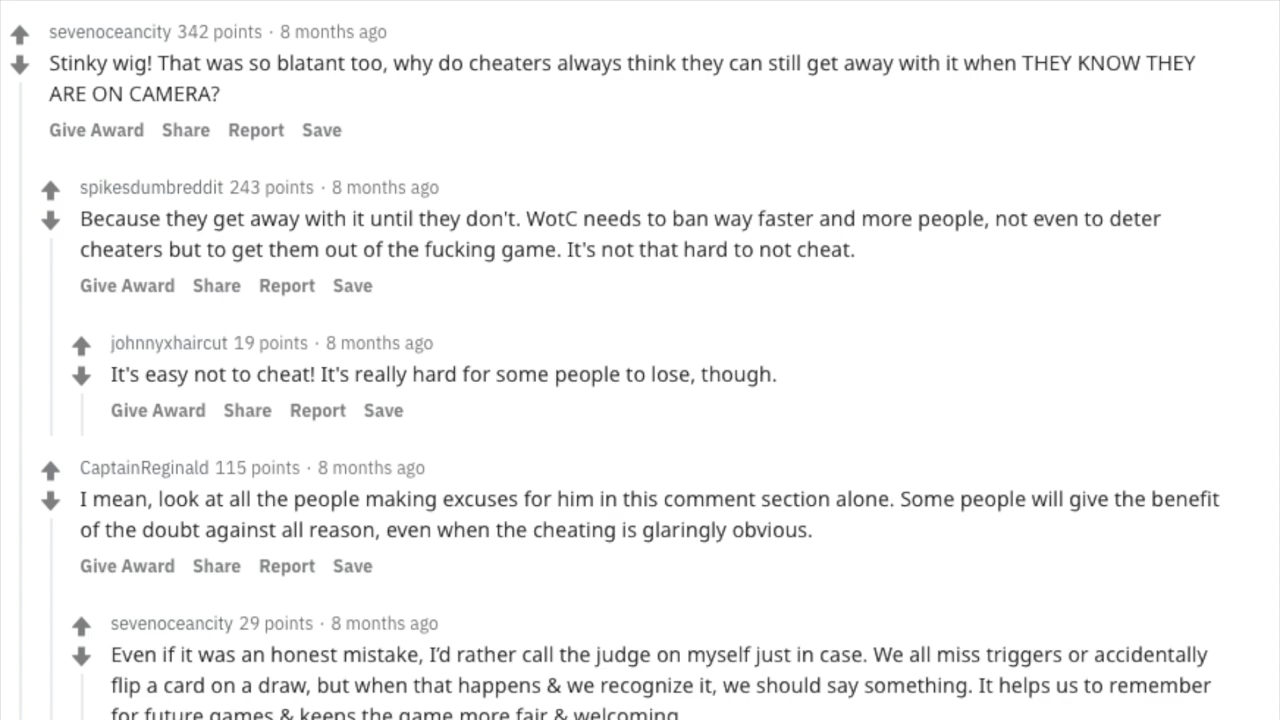 sevenoceancity 342 points · 8 months ago
Stinky wig! That was so blatant too, why do cheaters always think they can still get away with it when THEY KNOW THEY
ARE ON CAMERA?
Give Award Share Report Save
spikesdumbreddit 243 points · 8 months ago
Because they get away with it until they don't. WotC needs to ban way faster and more people, not even to deter
cheaters but to get them out of the fucking game. It's not that hard to not cheat.
Give Award Share Report Save
johnnyxhaircut 19 points · 8 months ago
It's easy not to cheat! It's really hard for some people to lose, though.
Give Award Share Report Save
CaptainReginald 115 points · 8 months ago
I mean, look at all the people making excuses for him in this comment section alone. Some people will give the benefit
of the doubt against all reason, even when the cheating is glaringly obvious.
Give Award Share Report Save
sevenoceancity 29 points · 8 months ago
Even if it was an honest mistake, I’d rather call the judge on myself just in case. We all miss triggers or accidentally
flip a card on a draw, but when that happens & we recognize it, we should say something. It helps us to remember
for future games & keeps the game more fair & welcoming.